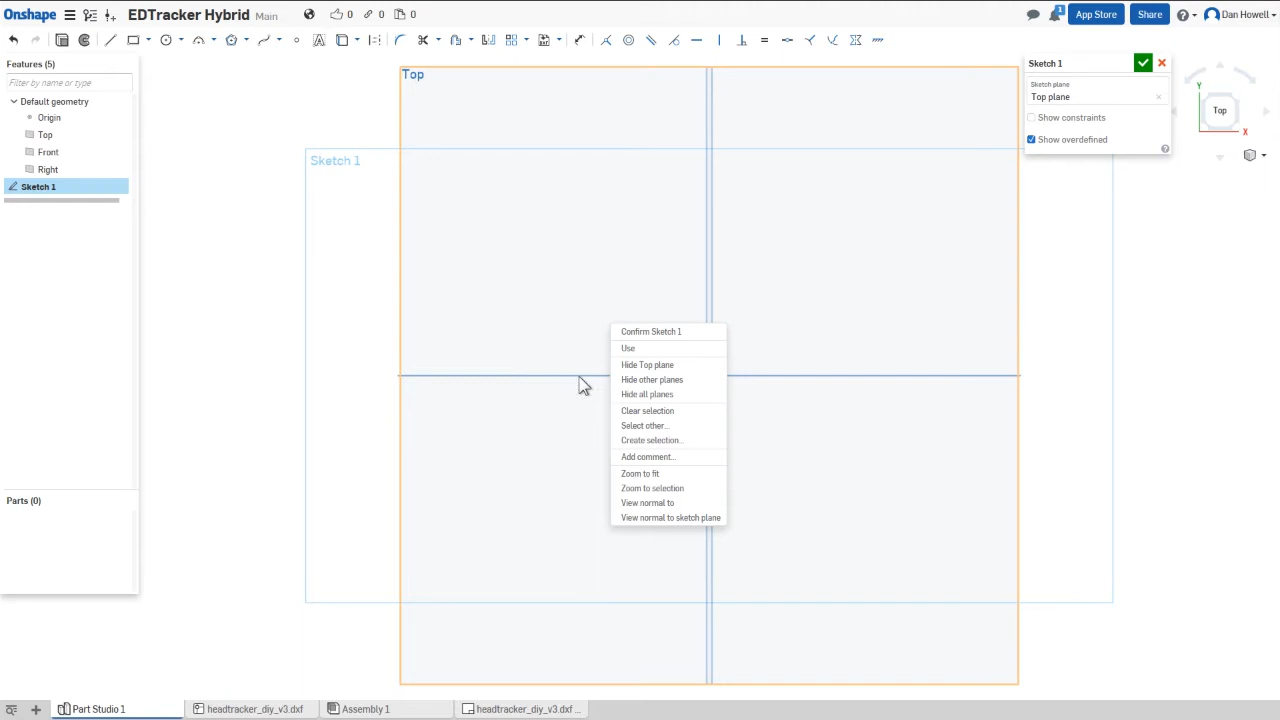 Onshape EDTracker Hybrid Main 0 0 0 1 App Store Share Dan Howell
Features (5)
Filter by name or type
Default geometry
Origin
Top
Front
Right
Sketch 1
Parts (0)
Top
Sketch 1
Confirm Sketch 1
Use
Hide Top plane
Hide other planes
Hide all planes
Clear selection
Select other...
Create selection...
Add comment...
Zoom to fit
Zoom to selection
View normal to
View normal to sketch plane
Sketch 1
Sketch plane
Top plane
Show constraints
Show overdefined
Y
Top
X
Part Studio 1 headtracker_diy_v3.dxf Assembly 1 headtracker_diy_v3.dxf ...